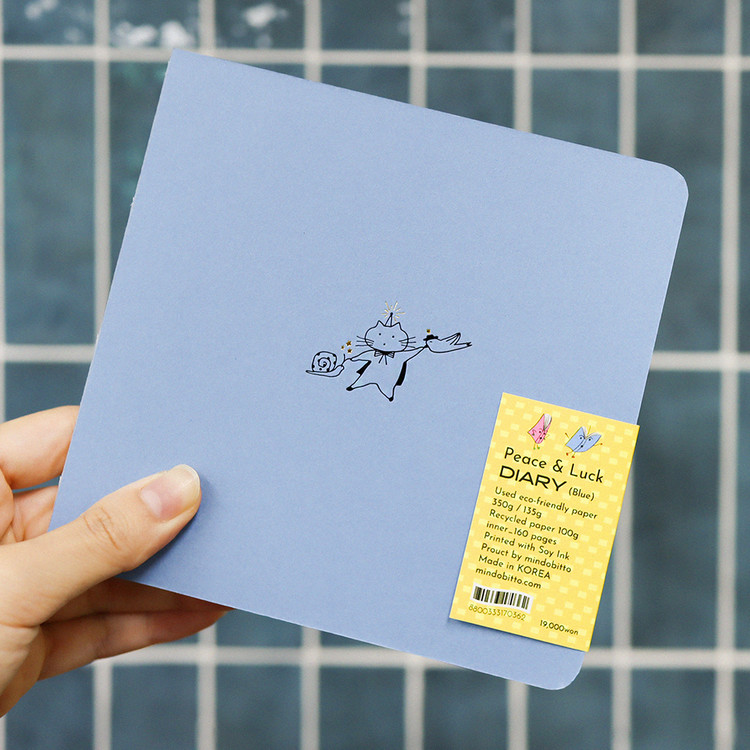 Peace & Luck
DIARY (Blue)
Used eco-friendly paper
350g / 135g
Recycled paper 100g
inner_160 pages
Printed with Soy Ink
Prouct by mindobitto
Made in KOREA
mindobitto.com
8800333170362
19,000won